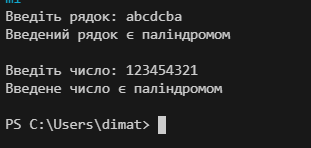 Введіть рядок: abcdcba
Введений рядок є паліндромом
Введіть число: 123454321
Введене число є паліндромом
PS C:\Users\dimat>